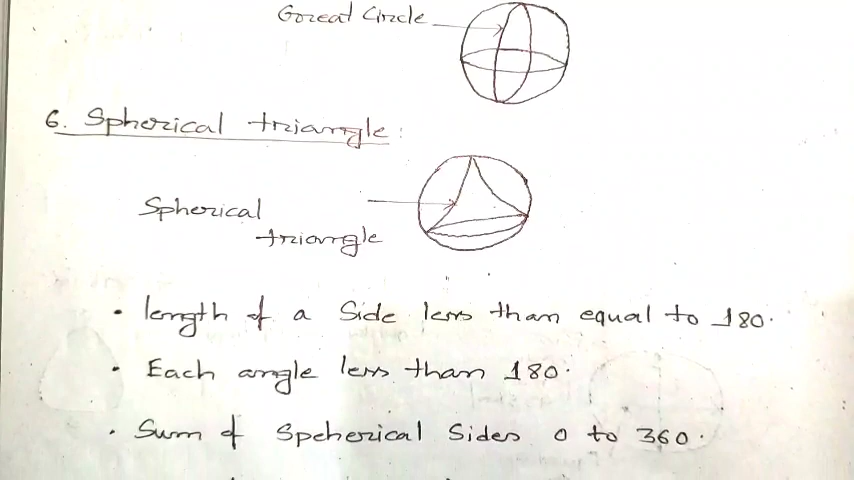 Great Circle
6. Spherical triangle:
Spherical
triangle
• length of a Side less than equal to 180.
• Each angle less than 180.
• Sum of Speherical Sides 0 to 360.